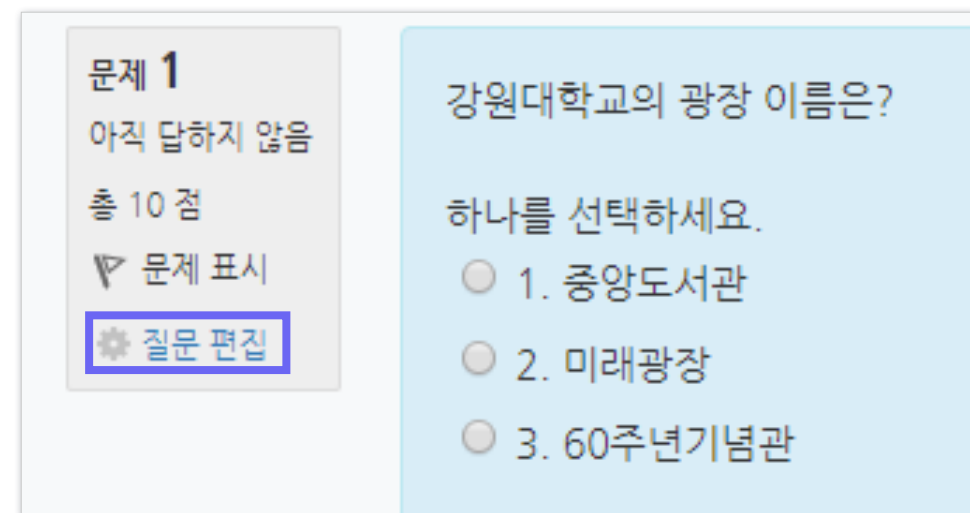 문제 1
아직 답하지 않음
총 10 점
문제 표시
질문 편집
강원대학교의 광장 이름은?
하나를 선택하세요.
1. 중앙도서관
2. 미래광장
3. 60주년기념관